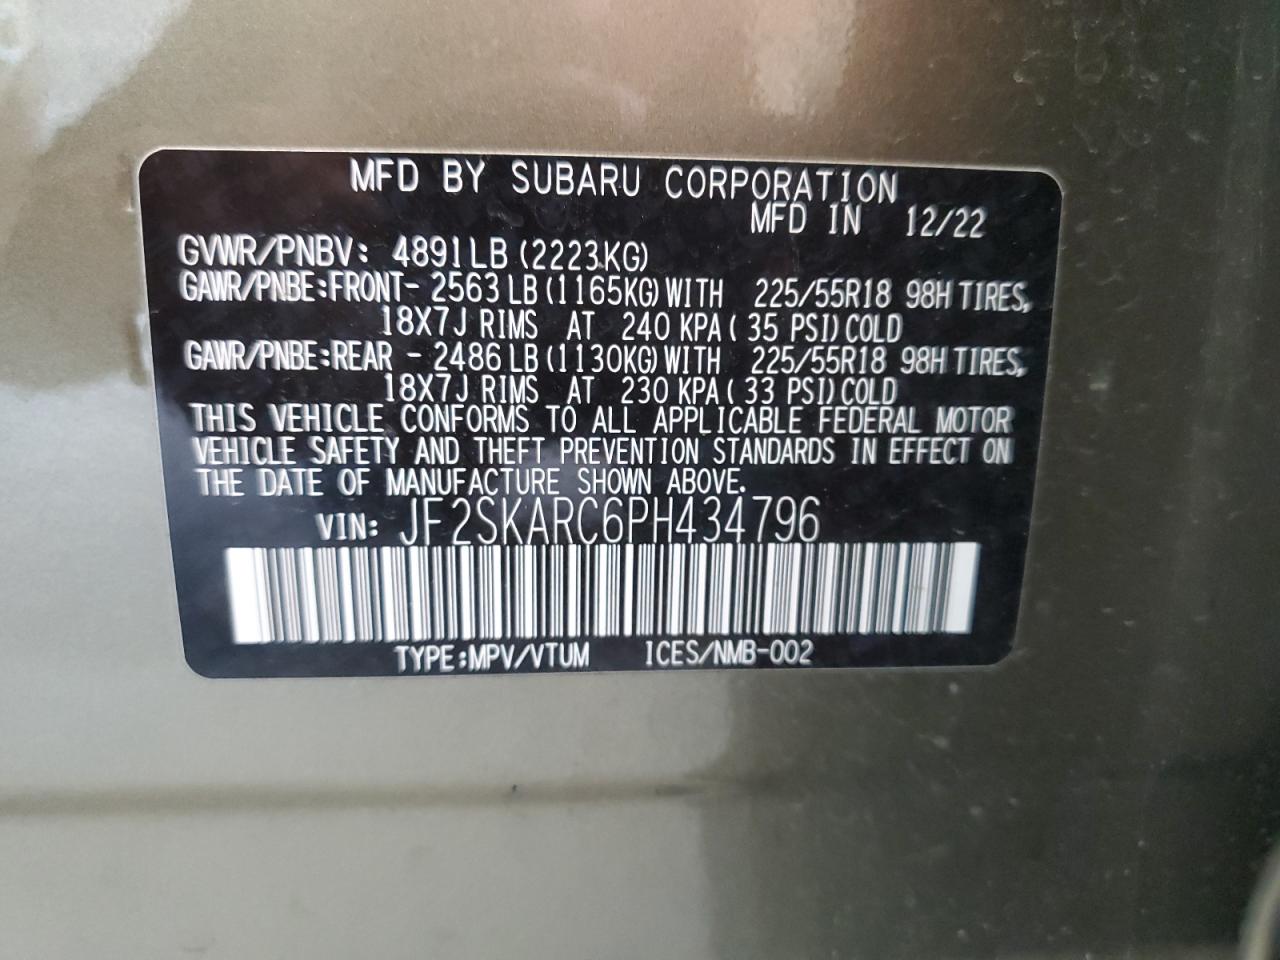 MFD BY SUBARU CORPORATION
MFD IN 12/22
GVWR/PNBV: 4891LB (2223KG)
GAWR/PNBE:FRONT- 2563LB(1165KG)WITH 225/55R18 98H TIRES,
18X7J RIMS AT 240 KPA( 35 PSI)COLD
GAWR/PNBE:REAR - 2486LB(1130KG)WITH 225/55R18 98H TIRES,
18X7J RIMS AT 230 KPA( 33 PSI)COLD
THIS VEHICLE CONFORMS TO ALL APPLICABLE FEDERAL MOTOR
VEHICLE SAFETY AND THEFT PREVENTION STANDARDS IN EFFECT ON
THE DATE OF MANUFACTURE SHOWN ABOVE.
VIN: JF2SKARC6PH434796
TYPE:MPV/VTUM ICES/NMB-002